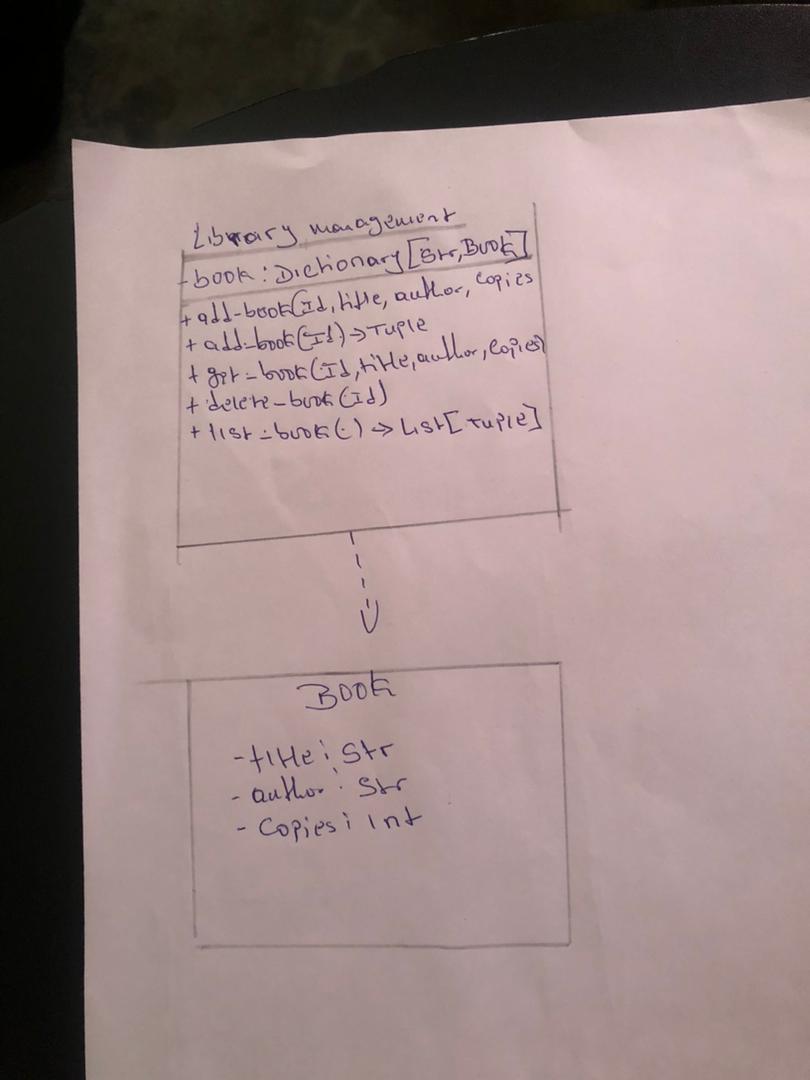 Library management
- book : Dictionary [Str, Book]
+ add-book(Id, title, author, copies
+ add-book(Id) → Tuple
+ get-book(Id, title, author, copies)
+ delete-book(Id)
+ list-book(.) → List[Tuple]
BOOK
- title : Str
- author : Str
- Copies : Int